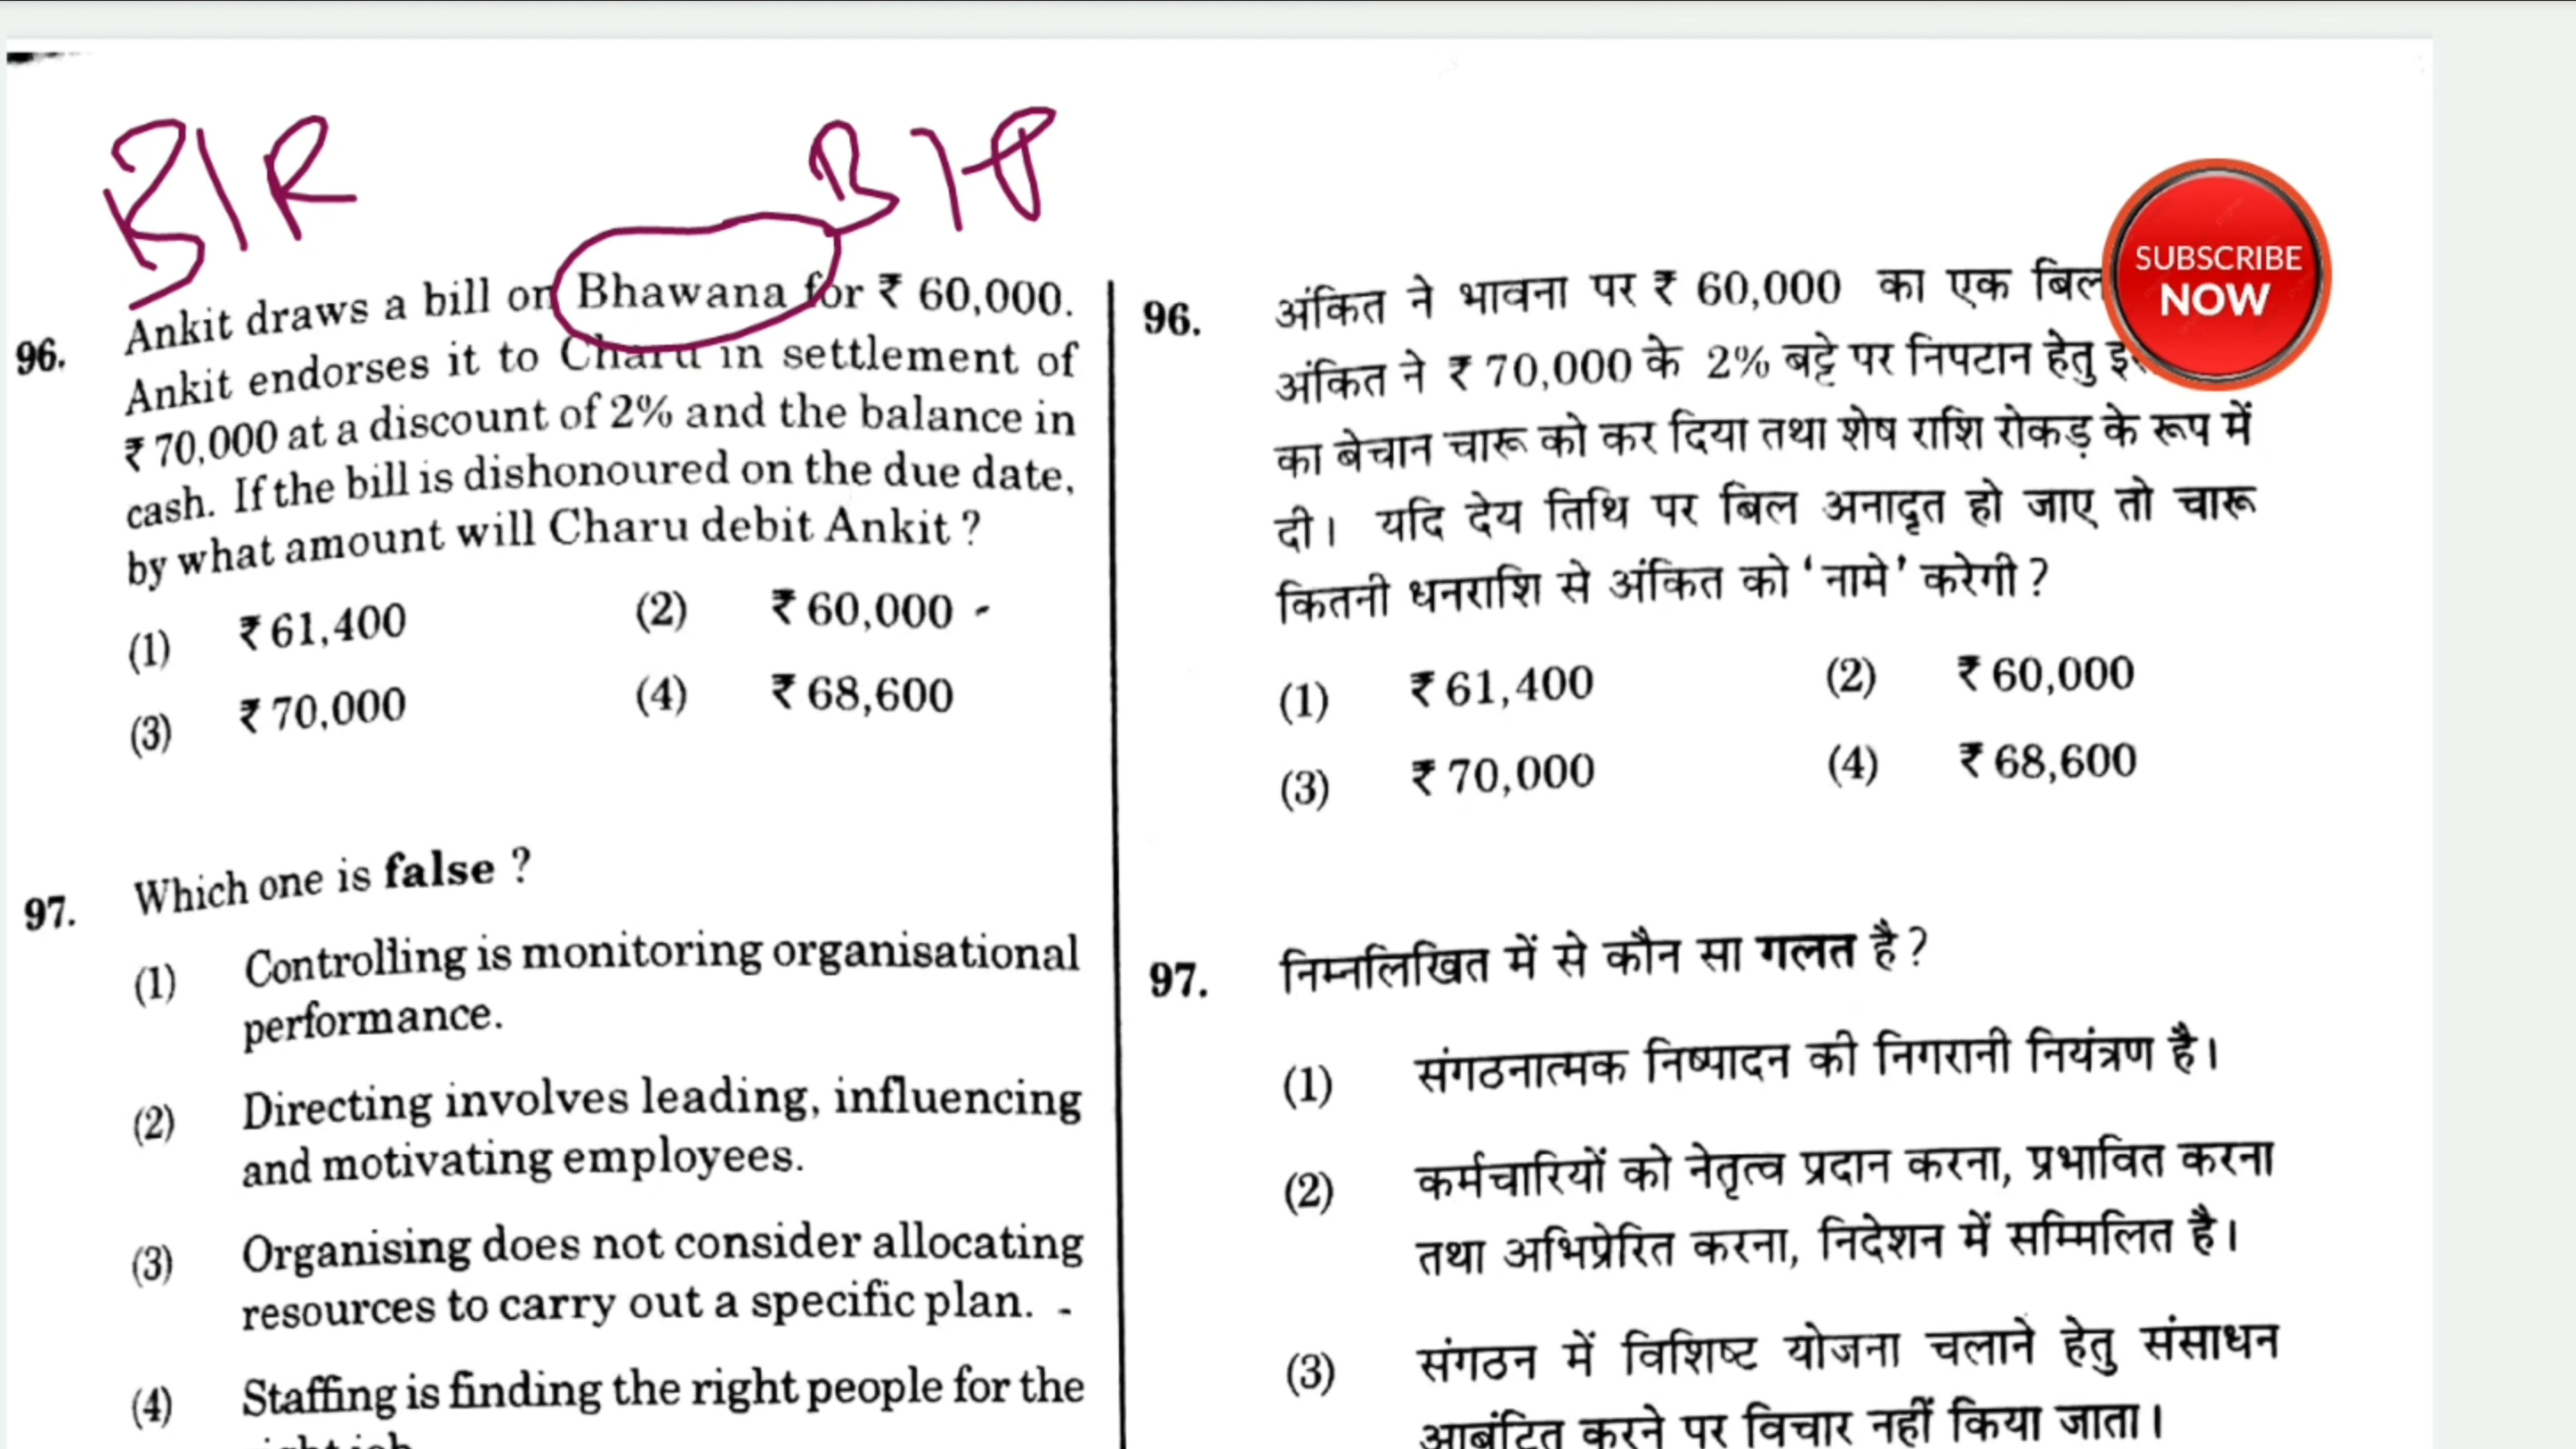 B/R
B/P
96. Ankit draws a bill on Bhawana for ₹ 60,000.
Ankit endorses it to Charu in settlement of
₹ 70,000 at a discount of 2% and the balance in
cash. If the bill is dishonoured on the due date,
by what amount will Charu debit Ankit ?
(1) ₹ 61,400 (2) ₹ 60,000 -
(3) ₹ 70,000 (4) ₹ 68,600
97. Which one is false ?
(1) Controlling is monitoring organisational
performance.
(2) Directing involves leading, influencing
and motivating employees.
(3) Organising does not consider allocating
resources to carry out a specific plan. -
(4) Staffing is finding the right people for the
96. अंकित ने भावना पर ₹ 60,000 का एक बिल
अंकित ने ₹ 70,000 के 2% बट्टे पर निपटान हेतु
का बेचान चारू को कर दिया तथा शेष राशि रोकड़ के रूप में
दी। यदि देय तिथि पर बिल अनादृत हो जाए तो चारू
कितनी धनराशि से अंकित को ‘नामे’ करेगी ?
(1) ₹ 61,400 (2) ₹ 60,000
(3) ₹ 70,000 (4) ₹ 68,600
97. निम्नलिखित में से कौन सा गलत है ?
(1) संगठनात्मक निष्पादन की निगरानी नियंत्रण है।
(2) कर्मचारियों को नेतृत्व प्रदान करना, प्रभावित करना
तथा अभिप्रेरित करना, निदेशन में सम्मिलित है।
(3) संगठन में विशिष्ट योजना चलाने हेतु संसाधन
आबंटित करने पर विचार नहीं किया जाता।
SUBSCRIBE
NOW